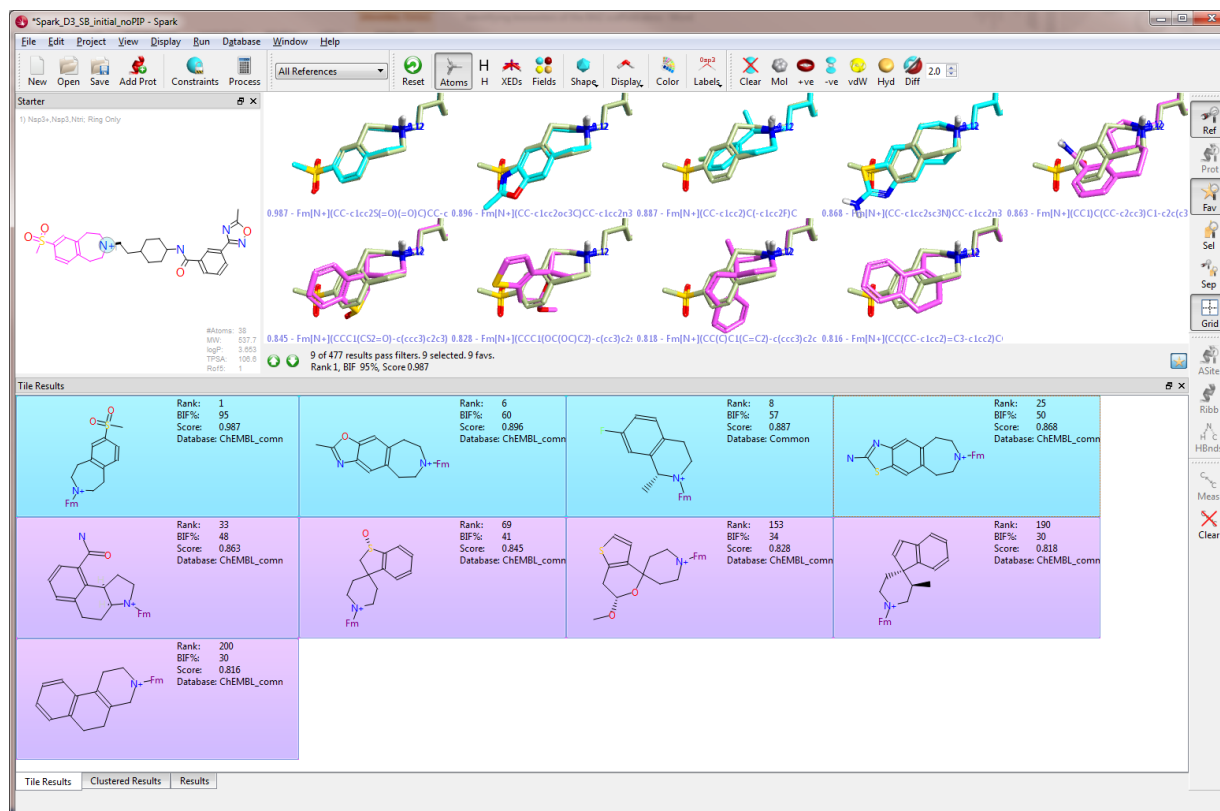 *Spark_D3_SB_initial_noPIP - Spark
File Edit Project View Display Run Database Window Help
New Open Save Add Prot Constraints Process All References Reset Atoms H H XEDs Fields Shape Display Color Osp3 Labels Clear Mol +ve -ve vdW Hyd Diff 2.0
Starter
1) Nsp3+,Nsp3,Ntri; Ring Only
#Atoms: 38
MW: 537.7
logP: 3.653
TPSA: 106.6
Rof5: 1
0.987 - Fm[N+](CC-c1cc2S(=O)(=O)C)CC-c 0.896 - Fm[N+](CC-c1cc2oc3C)CC-c1c2n3 0.887 - Fm[N+](CC-c1cc2)C(-c1cc2F)C 0.868 - Fm[N+](CC-c1cc2sc3N)CC-c1cc2n3 0.863 - Fm[N+](CC1)C(CC-c2cc3)C1-c2c(c3
0.845 - Fm[N+](CCC1(CS2=O)-c(ccc3)c2c3) 0.828 - Fm[N+](CCC1(OC(OC)C2)-c(cc3)c2s 0.818 - Fm[N+](CC(C)C1(C=C2)-c(ccc3)c2c 0.816 - Fm[N+](CC(CC-c1cc2)=C3-c1cc2)C
9 of 477 results pass filters. 9 selected. 9 favs.
Rank 1, BIF 95%, Score 0.987
Ref
Prot
Fav
Sel
Sep
Grid
ASite
Ribb
HBnds
Meas
Clear
Tile Results
Rank: 1
BIF%: 95
Score: 0.987
Database: ChEMBL_comn
Rank: 6
BIF%: 60
Score: 0.896
Database: ChEMBL_comn
Rank: 8
BIF%: 57
Score: 0.887
Database: Common
Rank: 25
BIF%: 50
Score: 0.868
Database: ChEMBL_comn
Rank: 33
BIF%: 48
Score: 0.863
Database: ChEMBL_comn
Rank: 69
BIF%: 41
Score: 0.845
Database: ChEMBL_comn
Rank: 153
BIF%: 34
Score: 0.828
Database: ChEMBL_comn
Rank: 190
BIF%: 30
Score: 0.818
Database: ChEMBL_comn
Rank: 200
BIF%: 30
Score: 0.816
Database: ChEMBL_comn
Tile Results Clustered Results Results